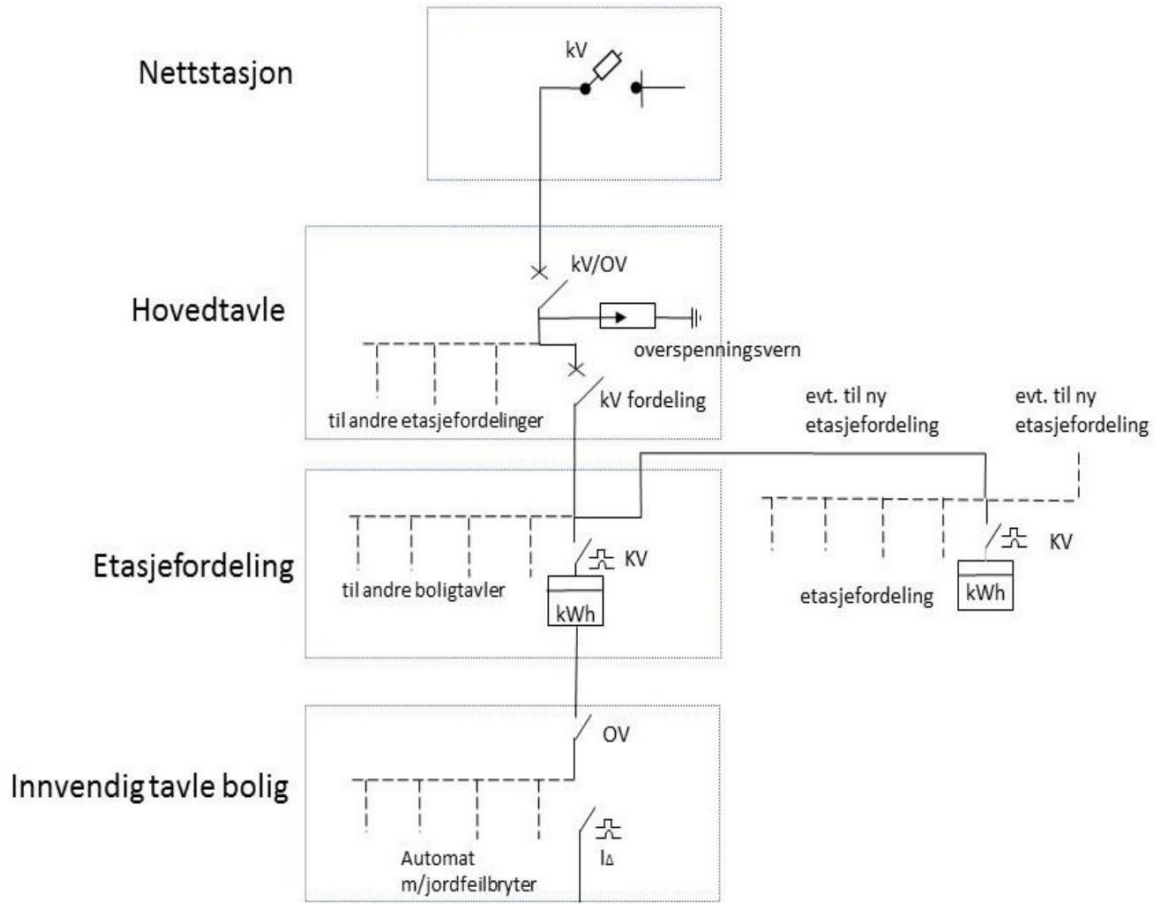 Nettstasjon
kV
Hovedtavle
kV/OV
overspenningsvern
kV fordeling
til andre etasjefordelinger
evt. til ny
etasjefordeling
evt. til ny
etasjefordeling
Etasjefordeling
KV
til andre boligtavler
kWh
KV
etasjefordeling
kWh
Innvendig tavle bolig
OV
I∆
Automat
m/jordfeilbryter